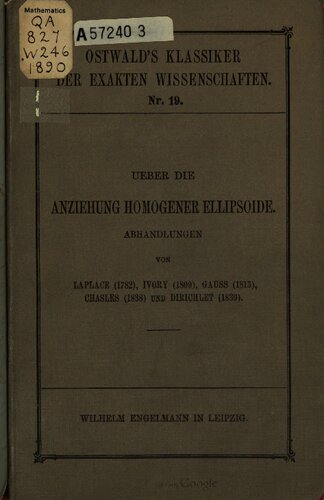 Mathematics
QA
827
.W246
1890
A 57240 3
OSTWALD'S KLASSIKER
DER EXAKTEN WISSENSCHAFTEN.
Nr. 19.
UEBER DIE
ANZIEHUNG HOMOGENER ELLIPSOIDE.
ABHANDLUNGEN
VON
LAPLACE (1782), IVORY (1809), GAUSS (1813),
CHASLES (1838) UND DIRICHLET (1839).
WILHELM ENGELMANN IN LEIPZIG.
Google